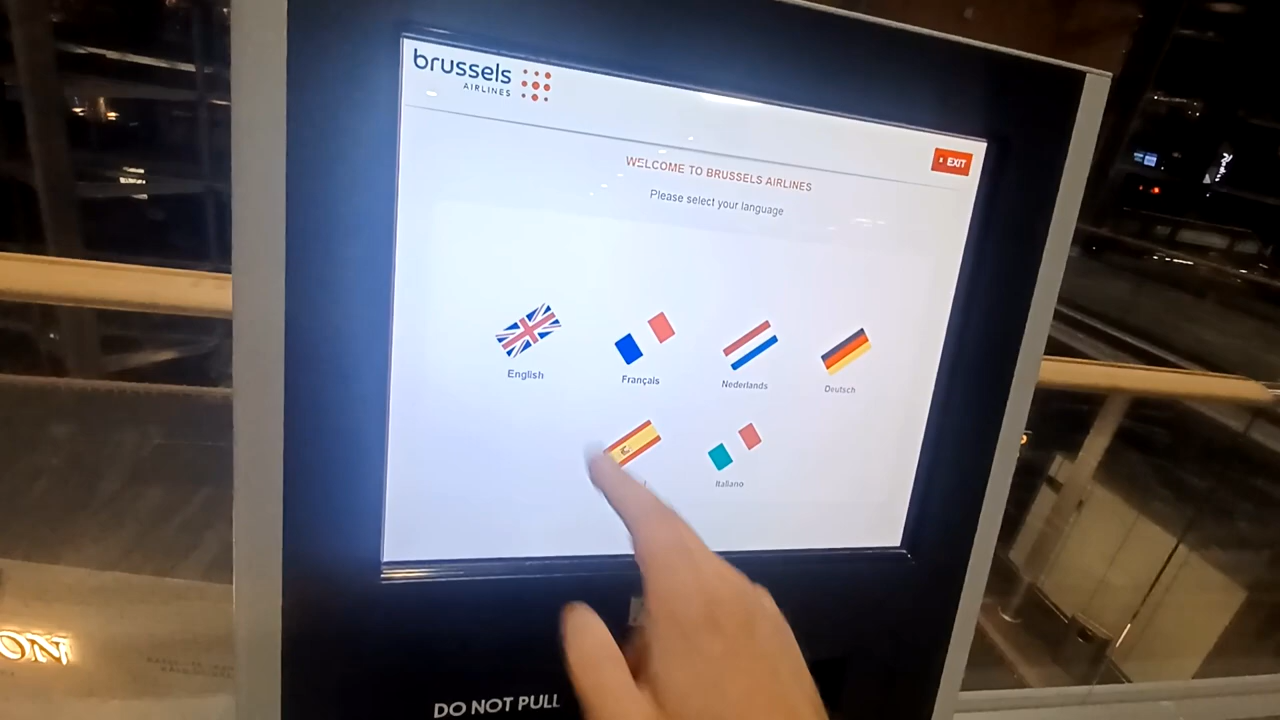 brussels
AIRLINES
EXIT
WELCOME TO BRUSSELS AIRLINES
Please select your language
English
Français
Nederlands
Deutsch
Italiano
ON
DO NOT PULL